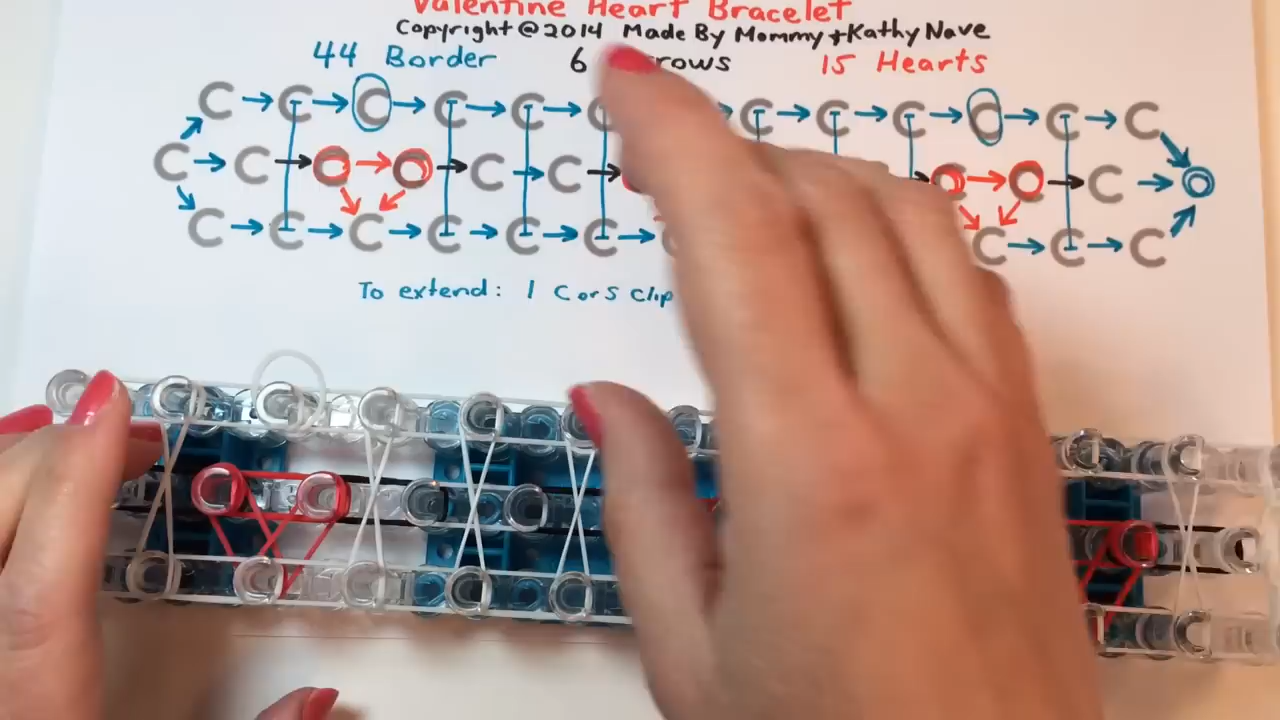 Valentine Heart Bracelet
Copyright @ 2014 Made By Mommy + Kathy Nave
44 Border 6 15 Hearts
To extend: 1 C or S clip